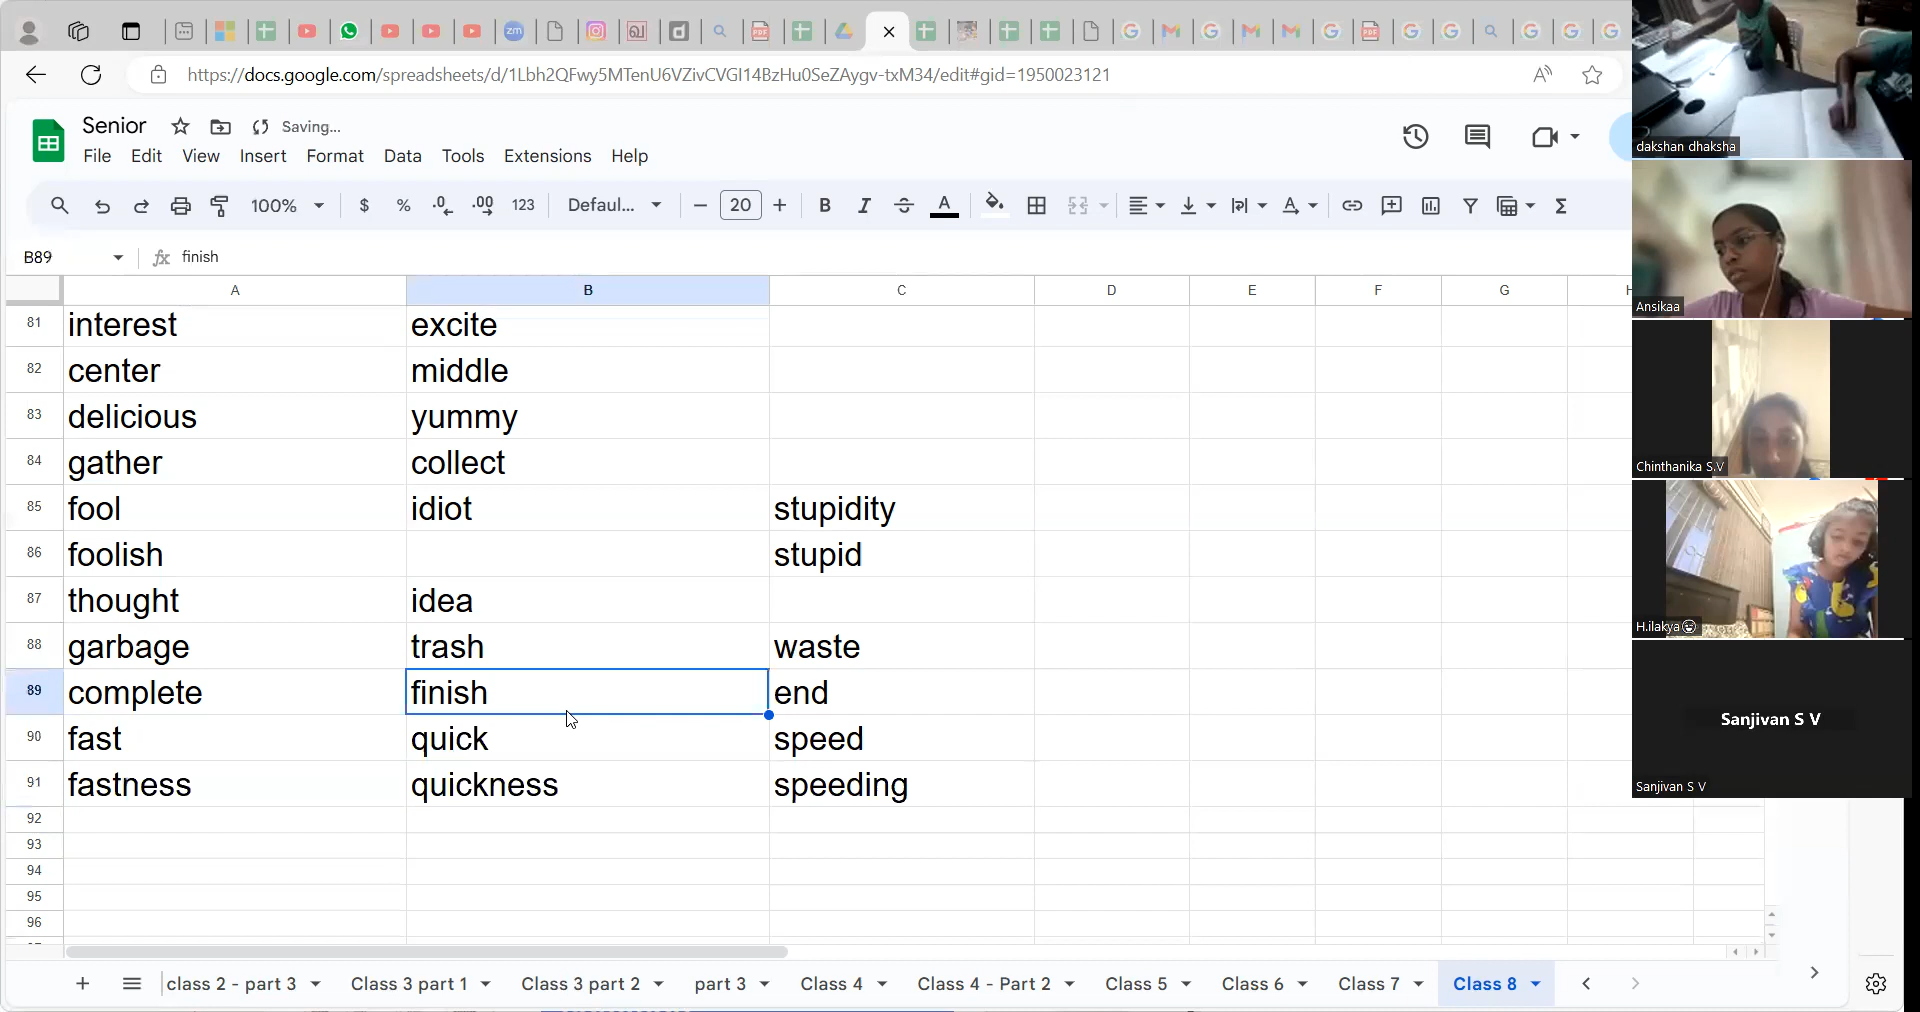 zm
https://docs.google.com/spreadsheets/d/1Lbh2QFwy5MTenU6VZivCVGI14BzHu0SeZAygv-txM34/edit#gid=1950023121
Senior Saving...
File Edit View Insert Format Data Tools Extensions Help
100% $ % .0 .00 123 Defaul... 20 B I A
B89 fx finish
A B C D E F G H
81 interest excite
82 center middle
83 delicious yummy
84 gather collect
85 fool idiot stupidity
86 foolish stupid
87 thought idea
88 garbage trash waste
89 complete finish end
90 fast quick speed
91 fastness quickness speeding
92
93
94
95
96
class 2 - part 3 Class 3 part 1 Class 3 part 2 part 3 Class 4 Class 4 - Part 2 Class 5 Class 6 Class 7 Class 8
dakshan dhaksha
Ansikaa
Chinthanika S.V
H.ilakya
Sanjivan S V
Sanjivan S V